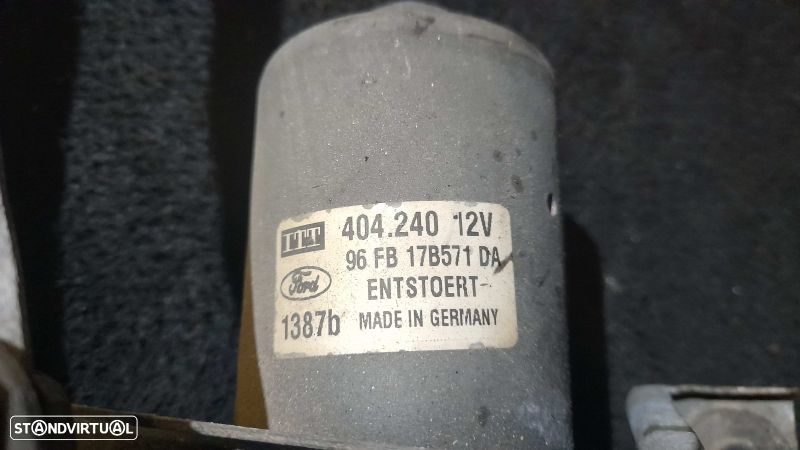 ITT 404.240 12V
96 FB 17B571 DA
Ford ENTSTOERT
1387b MADE IN GERMANY
STANDVIRTUAL